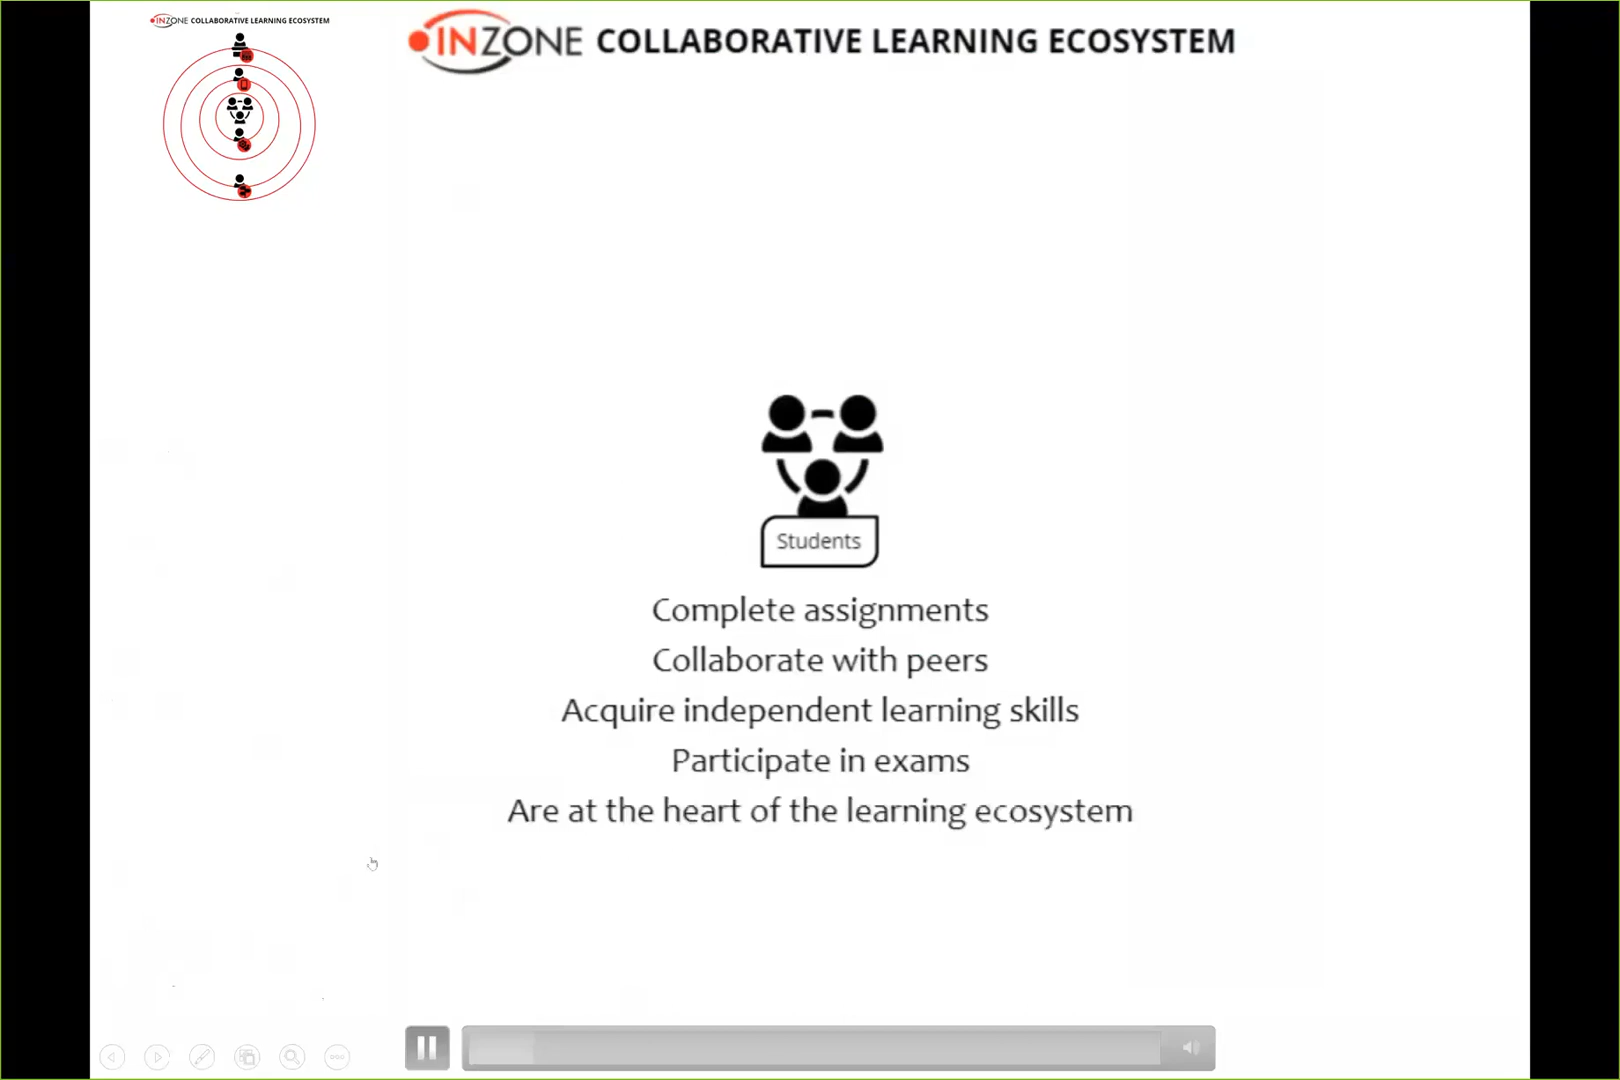 INZONE COLLABORATIVE LEARNING ECOSYSTEM
INZONE COLLABORATIVE LEARNING ECOSYSTEM
Students
Complete assignments
Collaborate with peers
Acquire independent learning skills
Participate in exams
Are at the heart of the learning ecosystem